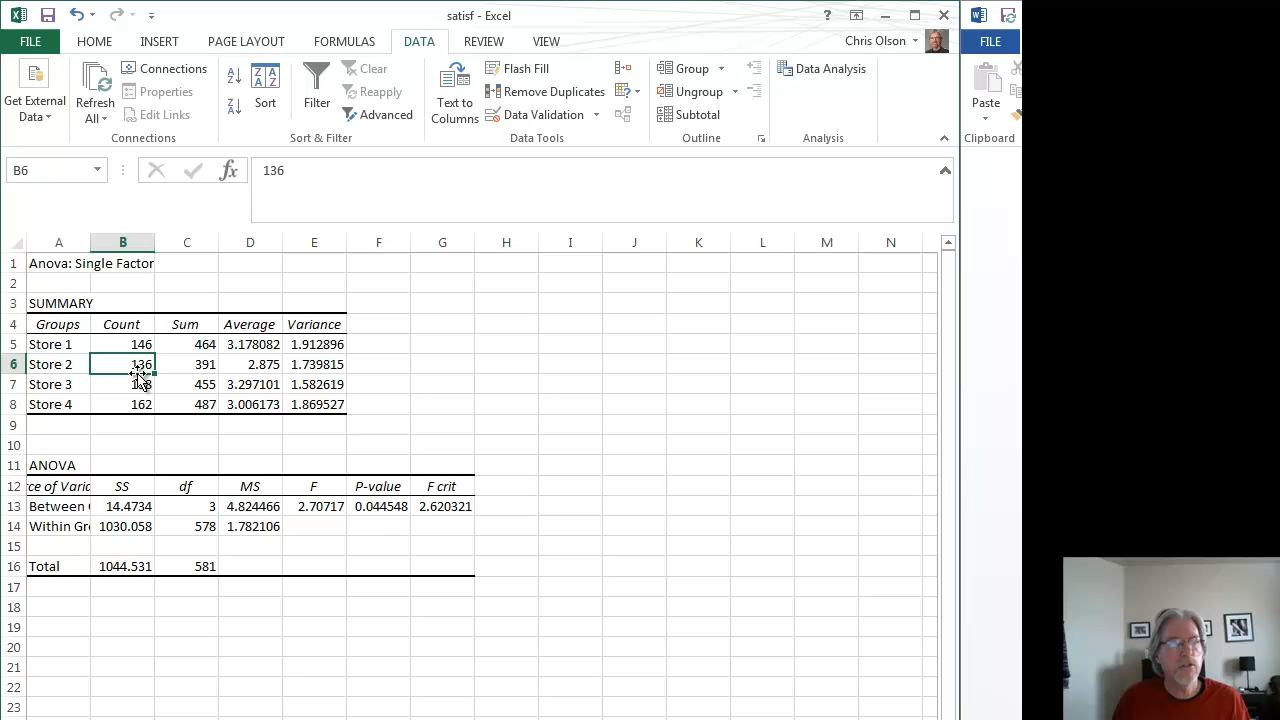 satisf - Excel
?
FILE
HOME
INSERT
PAGE LAYOUT
FORMULAS
DATA
REVIEW
VIEW
Chris Olson
FILE
Get External
Data
Refresh
All
Connections
Properties
Edit Links
Connections
Sort
Filter
Clear
Reapply
Advanced
Sort & Filter
Text to
Columns
Flash Fill
Remove Duplicates
Data Validation
Data Tools
Group
Ungroup
Subtotal
Outline
Data Analysis
Analysis
Paste
Clipboard
B6
fx
136
A B C D E F G H I J K L M N
1 Anova: Single Factor
2
3 SUMMARY
4 Groups Count Sum Average Variance
5 Store 1 146 464 3.178082 1.912896
6 Store 2 136 391 2.875 1.739815
7 Store 3 455 3.297101 1.582619
8 Store 4 162 487 3.006173 1.869527
9
10
11 ANOVA
12 rce of Varia SS df MS F P-value F crit
13 Between 14.4734 3 4.824466 2.70717 0.044548 2.620321
14 Within Gr 1030.058 578 1.782106
15
16 Total 1044.531 581
17
18
19
20
21
22
23